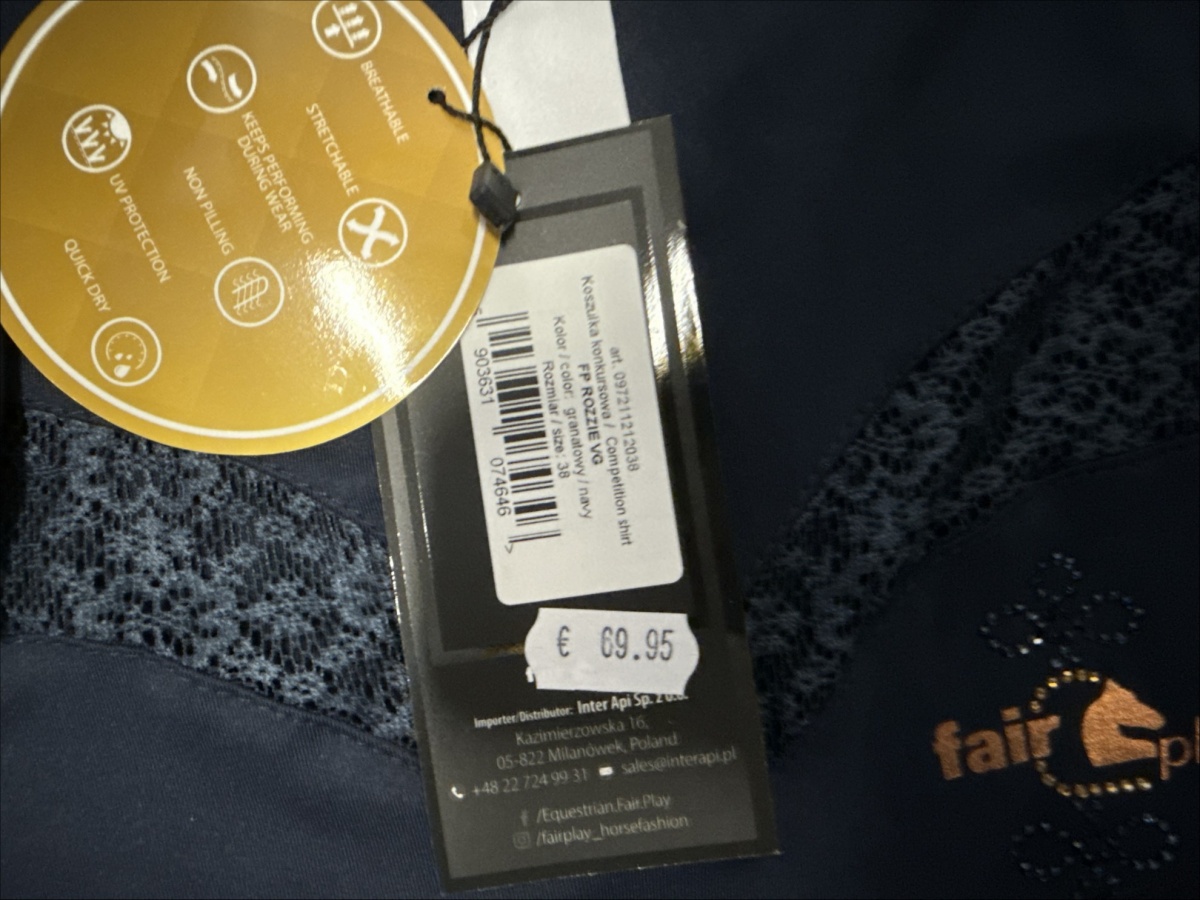 BREATHABLE
STRETCHABLE
KEEPS PERFORMING
DURING WEAR
NON PILLING
UV PROTECTION
QUICK DRY
art. 097211212038
Koszulka konkursowa / Competition shirt
FP ROZZIE VG
Kolor / color: granatowy / navy
Rozmiar / size: 38
903631 074646 >
€ 69.95
Importer/Distributor: Inter Api Sp. z o.o.
Kazimierzowska 16,
05-822 Milanówek, Poland
+48 22 724 99 31 sales@interapi.pl
/Equestrian.Fair.Play
/fairplay_horsefashion
fair pl